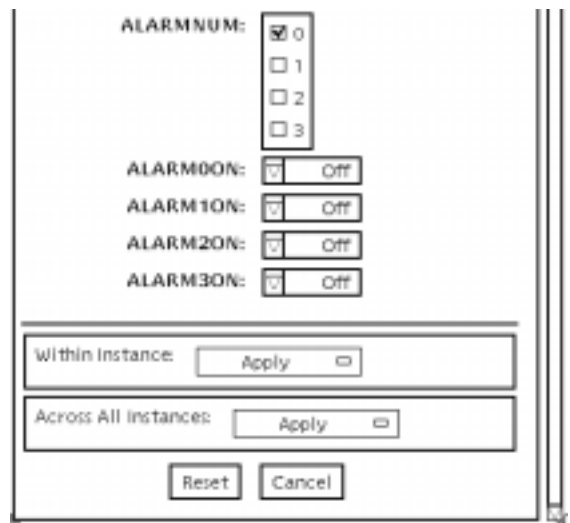 ALARMNUM: 0
1
2
3
ALARM0ON: Off
ALARM1ON: Off
ALARM2ON: Off
ALARM3ON: Off
Within Instance: Apply
Across All Instances: Apply
Reset Cancel